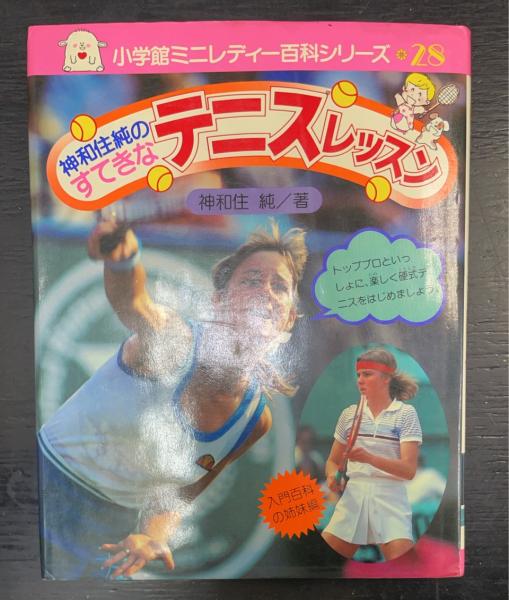 小学館ミニレディー百科シリーズ＊28
神和住純の
すてきな
テニスレッスン
神和住 純／著
トッププロといっ
しょに、楽しく硬式テ
ニスをはじめましょう。
入門百科
の姉妹編